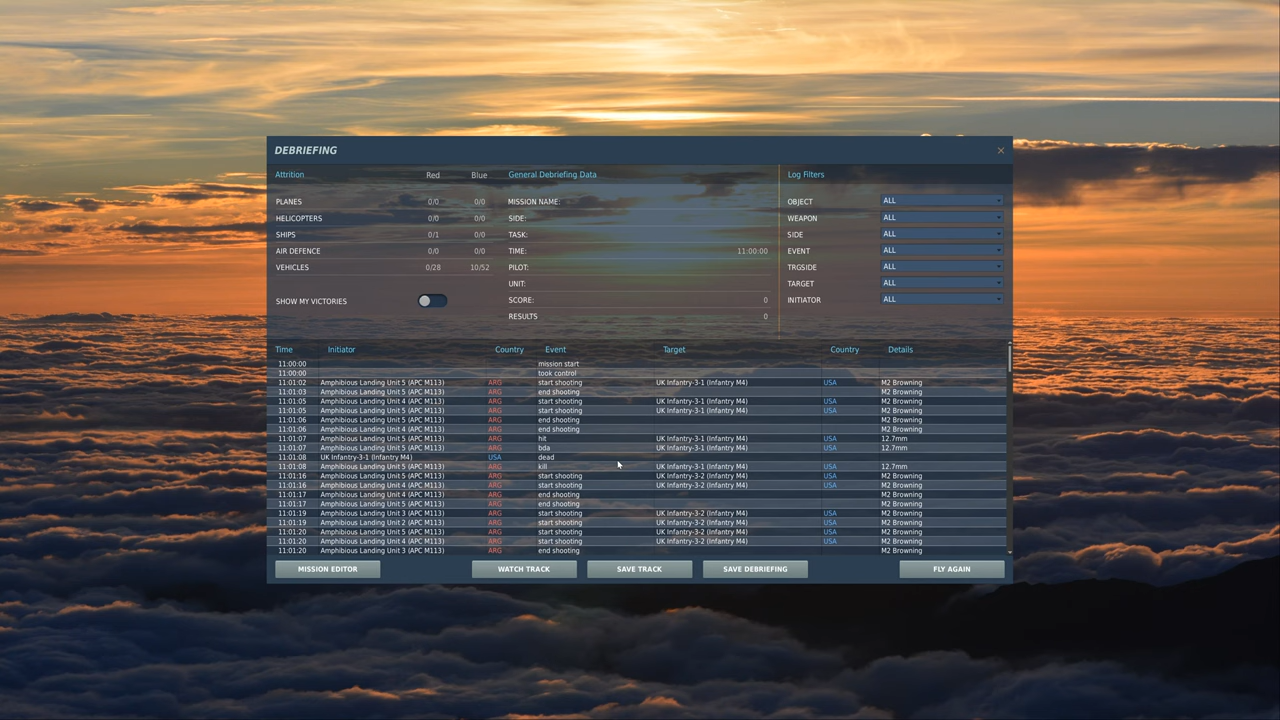 DEBRIEFING
Attrition Red Blue General Debriefing Data Log Filters
PLANES 0/0 0/0 MISSION NAME: OBJECT ALL
HELICOPTERS 0/0 0/0 SIDE: WEAPON ALL
SHIPS 0/1 0/0 TASK: SIDE ALL
AIR DEFENCE 0/0 0/0 TIME: 11:00:00 EVENT ALL
VEHICLES 0/28 10/52 PILOT: TRGSIDE ALL
UNIT: TARGET ALL
SHOW MY VICTORIES SCORE: 0 INITIATOR ALL
RESULTS 0
Time Initiator Country Event Target Country Details
11:00:00 mission start
11:00:00 took control
11:01:02 Amphibious Landing Unit 5 (APC M113) ARG start shooting UK Infantry-3-1 (Infantry M4) USA M2 Browning
11:01:03 Amphibious Landing Unit 5 (APC M113) ARG end shooting M2 Browning
11:01:05 Amphibious Landing Unit 4 (APC M113) ARG start shooting UK Infantry-3-1 (Infantry M4) USA M2 Browning
11:01:05 Amphibious Landing Unit 5 (APC M113) ARG start shooting UK Infantry-3-1 (Infantry M4) USA M2 Browning
11:01:06 Amphibious Landing Unit 5 (APC M113) ARG end shooting M2 Browning
11:01:06 Amphibious Landing Unit 4 (APC M113) ARG end shooting M2 Browning
11:01:07 Amphibious Landing Unit 5 (APC M113) ARG hit UK Infantry-3-1 (Infantry M4) USA 12.7mm
11:01:07 Amphibious Landing Unit 5 (APC M113) ARG bda UK Infantry-3-1 (Infantry M4) USA 12.7mm
11:01:08 UK Infantry-3-1 (Infantry M4) USA dead
11:01:08 Amphibious Landing Unit 5 (APC M113) ARG kill UK Infantry-3-1 (Infantry M4) USA 12.7mm
11:01:16 Amphibious Landing Unit 5 (APC M113) ARG start shooting UK Infantry-3-2 (Infantry M4) USA M2 Browning
11:01:16 Amphibious Landing Unit 4 (APC M113) ARG start shooting UK Infantry-3-2 (Infantry M4) USA M2 Browning
11:01:17 Amphibious Landing Unit 4 (APC M113) ARG end shooting M2 Browning
11:01:17 Amphibious Landing Unit 5 (APC M113) ARG end shooting M2 Browning
11:01:19 Amphibious Landing Unit 3 (APC M113) ARG start shooting UK Infantry-3-2 (Infantry M4) USA M2 Browning
11:01:19 Amphibious Landing Unit 2 (APC M113) ARG start shooting UK Infantry-3-2 (Infantry M4) USA M2 Browning
11:01:20 Amphibious Landing Unit 5 (APC M113) ARG start shooting UK Infantry-3-2 (Infantry M4) USA M2 Browning
11:01:20 Amphibious Landing Unit 4 (APC M113) ARG start shooting UK Infantry-3-2 (Infantry M4) USA M2 Browning
11:01:20 Amphibious Landing Unit 3 (APC M113) ARG end shooting M2 Browning
MISSION EDITOR WATCH TRACK SAVE TRACK SAVE DEBRIEFING FLY AGAIN